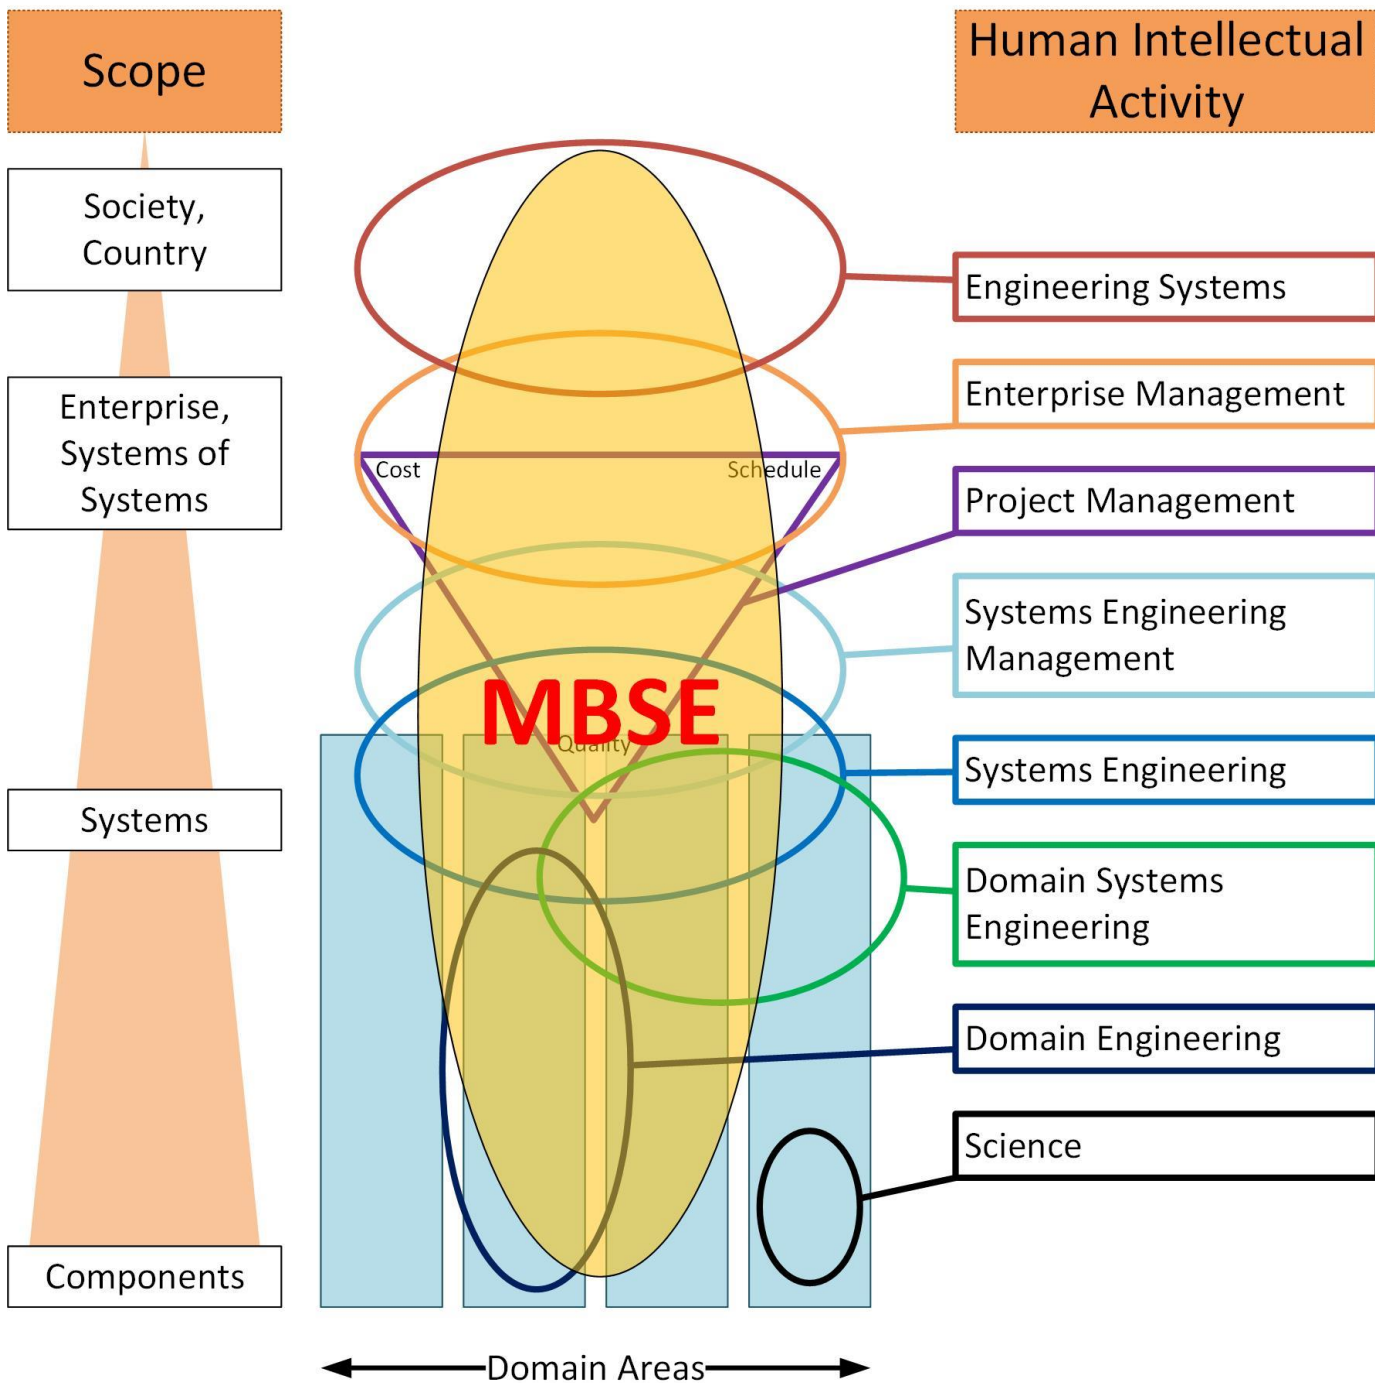 Scope
Human Intellectual
Activity
Society,
Country
Engineering Systems
Enterprise,
Systems of
Systems
Enterprise Management
Cost
Schedule
Project Management
Systems Engineering
Management
MBSE
Quality
Systems Engineering
Systems
Domain Systems
Engineering
Domain Engineering
Science
Components
Domain Areas